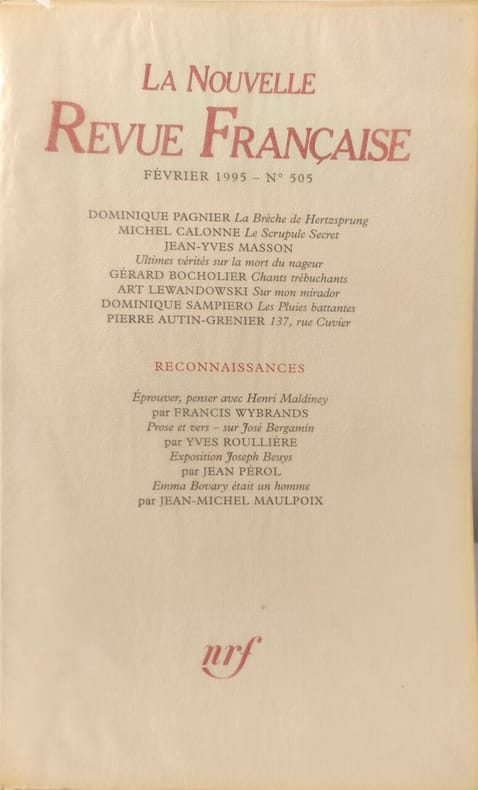 LA NOUVELLE
REVUE FRANÇAISE
FÉVRIER 1995 – N° 505
DOMINIQUE PAGNIER La Brèche de Hertzsprung
MICHEL CALONNE Le Scrupule Secret
JEAN-YVES MASSON
Ultimes vérités sur la mort du nageur
GÉRARD BOCHOLIER Chants trébuchants
ART LEWANDOWSKI Sur mon mirador
DOMINIQUE SAMPIERO Les Pluies battantes
PIERRE AUTIN-GRENIER 137, rue Cuvier
RECONNAISSANCES
Éprouver, penser avec Henri Maldiney
par FRANCIS WYBRANDS
Prose et vers – sur José Bergamin
par YVES ROULLIÈRE
Exposition Joseph Beuys
par JEAN PÉROL
Emma Bovary était un homme
par JEAN-MICHEL MAULPOIX
nrf